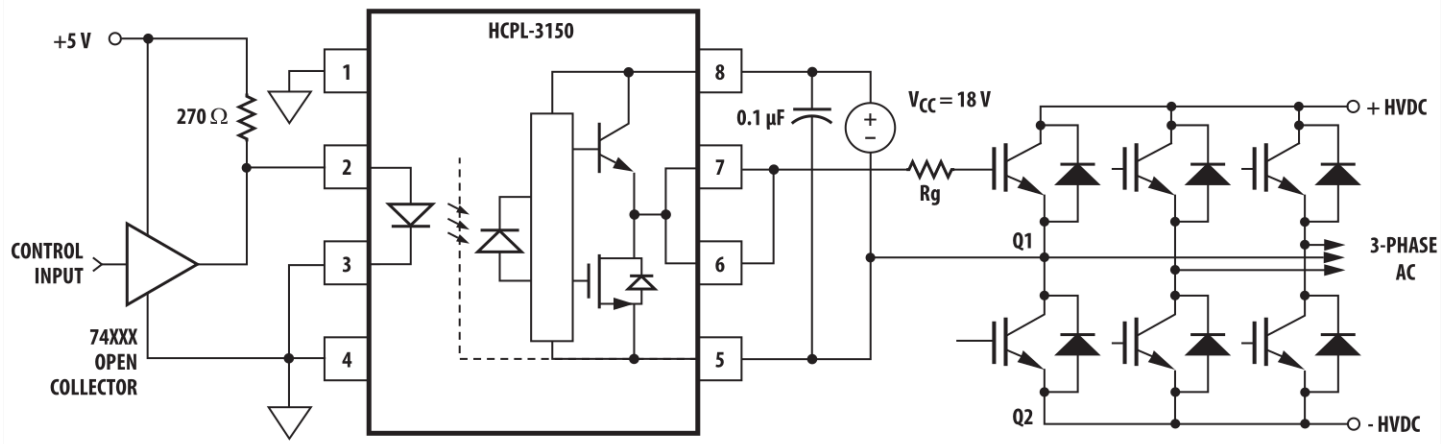 HCPL-3150
+5 V
270 Ω
1
8
0.1 µF
VCC = 18 V
+
-
+ HVDC
2
7
Rg
CONTROL
INPUT
3
6
Q1
3-PHASE
AC
74XXX
OPEN
COLLECTOR
4
5
Q2
- HVDC